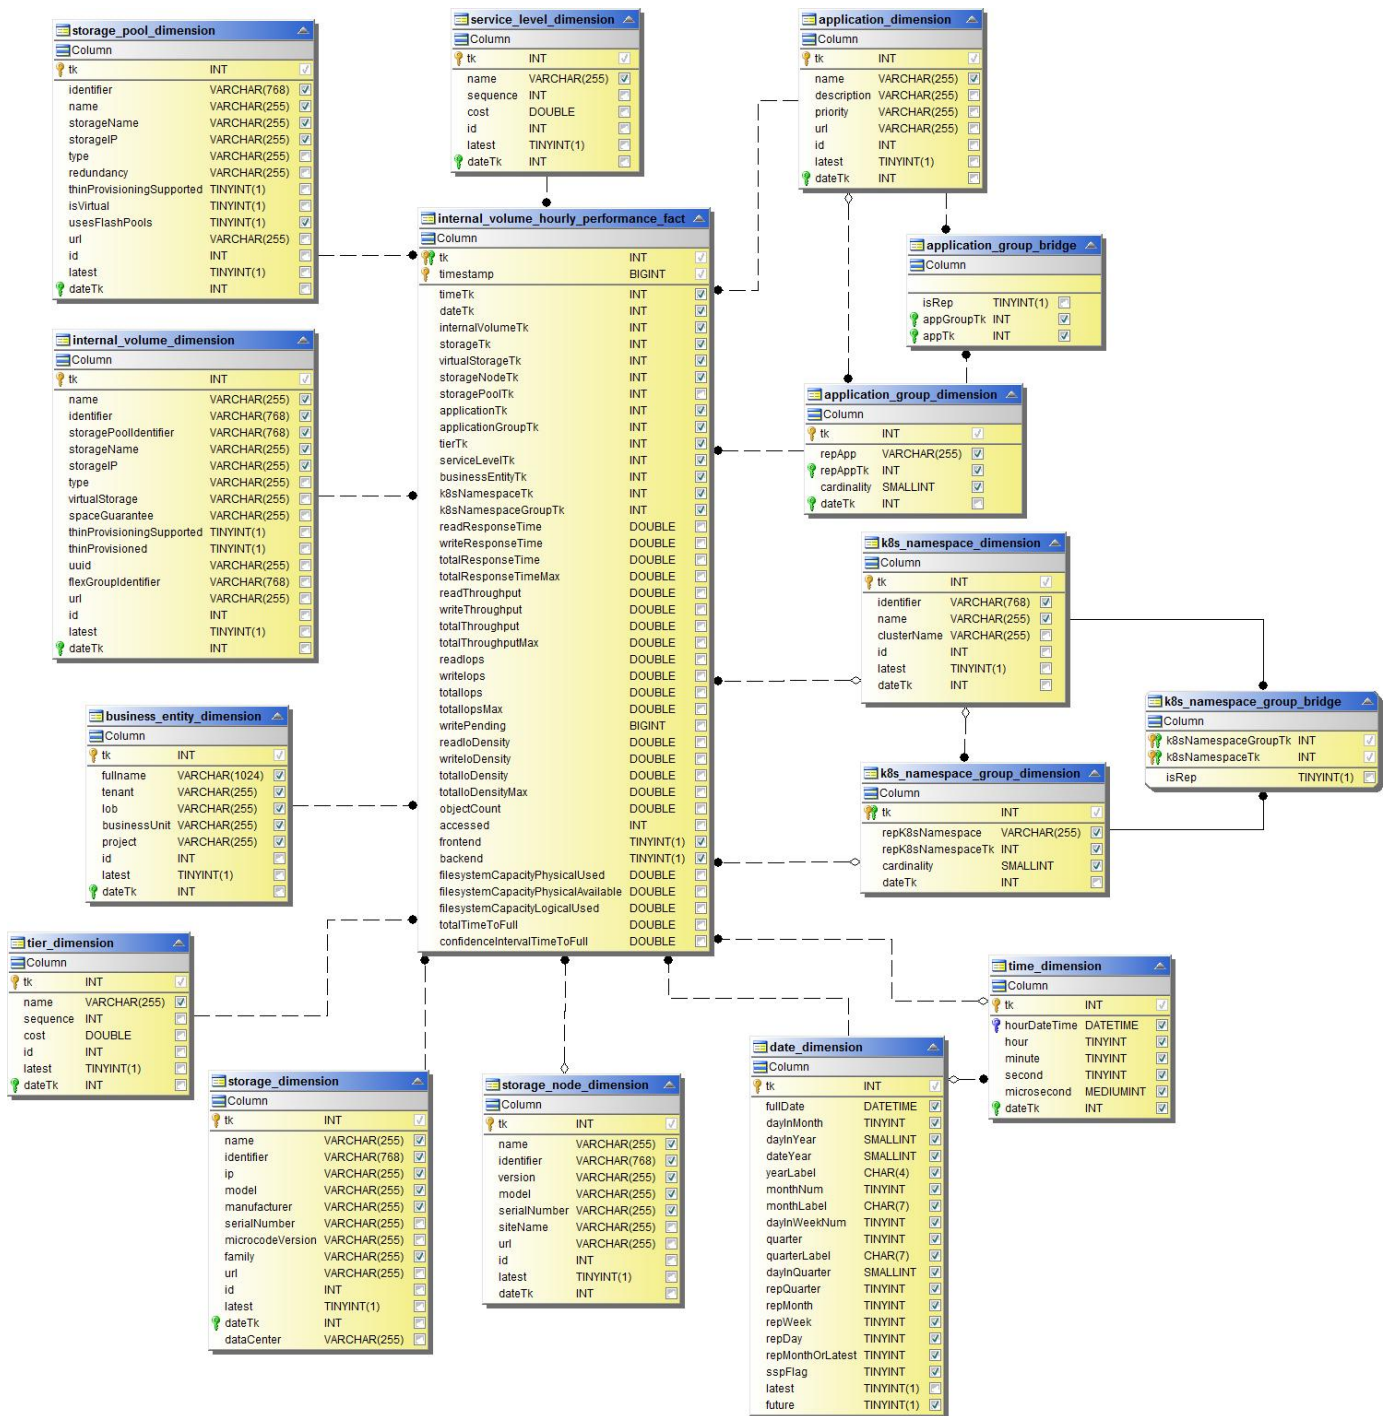 storage_pool_dimension
Column
tk INT
identifier VARCHAR(768)
name VARCHAR(255)
storageName VARCHAR(255)
storageIP VARCHAR(255)
type VARCHAR(255)
redundancy VARCHAR(255)
thinProvisioningSupported TINYINT(1)
isVirtual TINYINT(1)
usesFlashPools TINYINT(1)
url VARCHAR(255)
id INT
latest TINYINT(1)
dateTk INT
service_level_dimension
Column
tk INT
name VARCHAR(255)
sequence INT
cost DOUBLE
id INT
latest TINYINT(1)
dateTk INT
application_dimension
Column
tk INT
name VARCHAR(255)
description VARCHAR(255)
priority VARCHAR(255)
url VARCHAR(255)
id INT
latest TINYINT(1)
dateTk INT
internal_volume_hourly_performance_fact
Column
tk INT
timestamp BIGINT
timeTk INT
dateTk INT
internalVolumeTk INT
storageTk INT
virtualStorageTk INT
storageNodeTk INT
storagePoolTk INT
applicationTk INT
applicationGroupTk INT
tierTk INT
serviceLevelTk INT
businessEntityTk INT
k8sNamespaceTk INT
k8sNamespaceGroupTk INT
readResponseTime DOUBLE
writeResponseTime DOUBLE
totalResponseTime DOUBLE
totalResponseTimeMax DOUBLE
readThroughput DOUBLE
writeThroughput DOUBLE
totalThroughput DOUBLE
totalThroughputMax DOUBLE
readIops DOUBLE
writeIops DOUBLE
totalIops DOUBLE
totalIopsMax DOUBLE
writePending BIGINT
readIoDensity DOUBLE
writeIoDensity DOUBLE
totalIoDensity DOUBLE
totalIoDensityMax DOUBLE
objectCount DOUBLE
accessed INT
frontend TINYINT(1)
backend TINYINT(1)
filesystemCapacityPhysicalUsed DOUBLE
filesystemCapacityPhysicalAvailable DOUBLE
filesystemCapacityLogicalUsed DOUBLE
totalTimeToFull DOUBLE
confidenceIntervalTimeToFull DOUBLE
application_group_bridge
Column
isRep TINYINT(1)
appGroupTk INT
appTk INT
internal_volume_dimension
Column
tk INT
name VARCHAR(255)
identifier VARCHAR(768)
storagePoolIdentifier VARCHAR(768)
storageName VARCHAR(255)
storageIP VARCHAR(255)
type VARCHAR(255)
virtualStorage VARCHAR(255)
spaceGuarantee VARCHAR(255)
thinProvisioningSupported TINYINT(1)
thinProvisioned TINYINT(1)
uuid VARCHAR(255)
flexGroupIdentifier VARCHAR(768)
url VARCHAR(255)
id INT
latest TINYINT(1)
dateTk INT
application_group_dimension
Column
tk INT
repApp VARCHAR(255)
repAppTk INT
cardinality SMALLINT
dateTk INT
k8s_namespace_dimension
Column
tk INT
identifier VARCHAR(768)
name VARCHAR(255)
clusterName VARCHAR(255)
id INT
latest TINYINT(1)
dateTk INT
k8s_namespace_group_bridge
Column
k8sNamespaceGroupTk INT
k8sNamespaceTk INT
isRep TINYINT(1)
business_entity_dimension
Column
tk INT
fullname VARCHAR(1024)
tenant VARCHAR(255)
lob VARCHAR(255)
businessUnit VARCHAR(255)
project VARCHAR(255)
id INT
latest TINYINT(1)
dateTk INT
k8s_namespace_group_dimension
Column
tk INT
repK8sNamespace VARCHAR(255)
repK8sNamespaceTk INT
cardinality SMALLINT
dateTk INT
tier_dimension
Column
tk INT
name VARCHAR(255)
sequence INT
cost DOUBLE
id INT
latest TINYINT(1)
dateTk INT
time_dimension
Column
tk INT
hourDateTime DATETIME
hour TINYINT
minute TINYINT
second TINYINT
microsecond MEDIUMINT
dateTk INT
storage_dimension
Column
tk INT
name VARCHAR(255)
identifier VARCHAR(768)
ip VARCHAR(255)
model VARCHAR(255)
manufacturer VARCHAR(255)
serialNumber VARCHAR(255)
microcodeVersion VARCHAR(255)
family VARCHAR(255)
url VARCHAR(255)
id INT
latest TINYINT(1)
dateTk INT
dataCenter VARCHAR(255)
storage_node_dimension
Column
tk INT
name VARCHAR(255)
identifier VARCHAR(768)
version VARCHAR(255)
model VARCHAR(255)
serialNumber VARCHAR(255)
siteName VARCHAR(255)
url VARCHAR(255)
id INT
latest TINYINT(1)
dateTk INT
date_dimension
Column
tk INT
fullDate DATETIME
dayInMonth TINYINT
dayInYear SMALLINT
dateYear SMALLINT
yearLabel CHAR(4)
monthNum TINYINT
monthLabel CHAR(7)
dayInWeekNum TINYINT
quarter TINYINT
quarterLabel CHAR(7)
dayInQuarter SMALLINT
repQuarter TINYINT
repMonth TINYINT
repWeek TINYINT
repDay TINYINT
repMonthOrLatest TINYINT
sspFlag TINYINT
latest TINYINT(1)
future TINYINT(1)